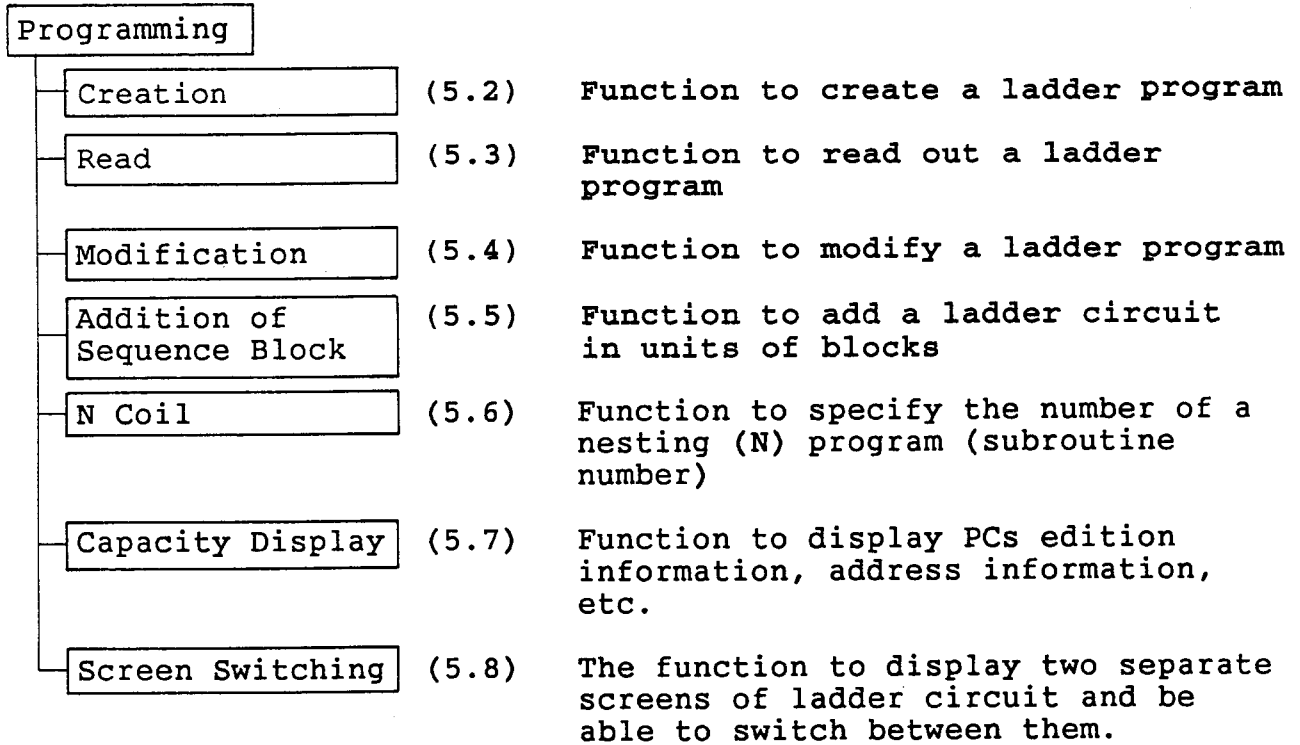 Programming
Creation (5.2) Function to create a ladder program
Read (5.3) Function to read out a ladder
program
Modification (5.4) Function to modify a ladder program
Addition of (5.5) Function to add a ladder circuit
Sequence Block in units of blocks
N Coil (5.6) Function to specify the number of a
nesting (N) program (subroutine
number)
Capacity Display (5.7) Function to display PCs edition
information, address information,
etc.
Screen Switching (5.8) The function to display two separate
screens of ladder circuit and be
able to switch between them.